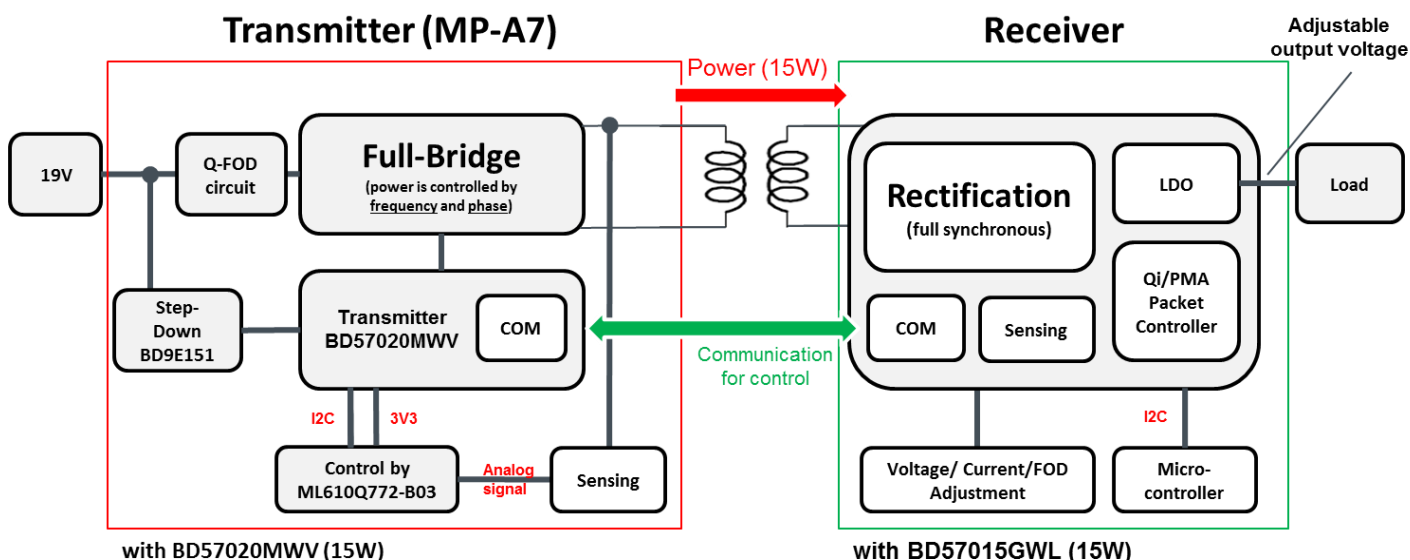 Transmitter (MP-A7)
Receiver
Adjustable
output voltage
Power (15W)
19V
Q-FOD
circuit
Full-Bridge
(power is controlled by
frequency and phase)
Rectification
(full synchronous)
LDO
Load
Step-
Down
BD9E151
Transmitter
BD57020MWV
COM
Communication
for control
COM
Sensing
Qi/PMA
Packet
Controller
I2C
3V3
I2C
Control by
ML610Q772-B03
Analog
signal
Sensing
Voltage/ Current/FOD
Adjustment
Micro-
controller
with BD57020MWV (15W)
with BD57015GWL (15W)